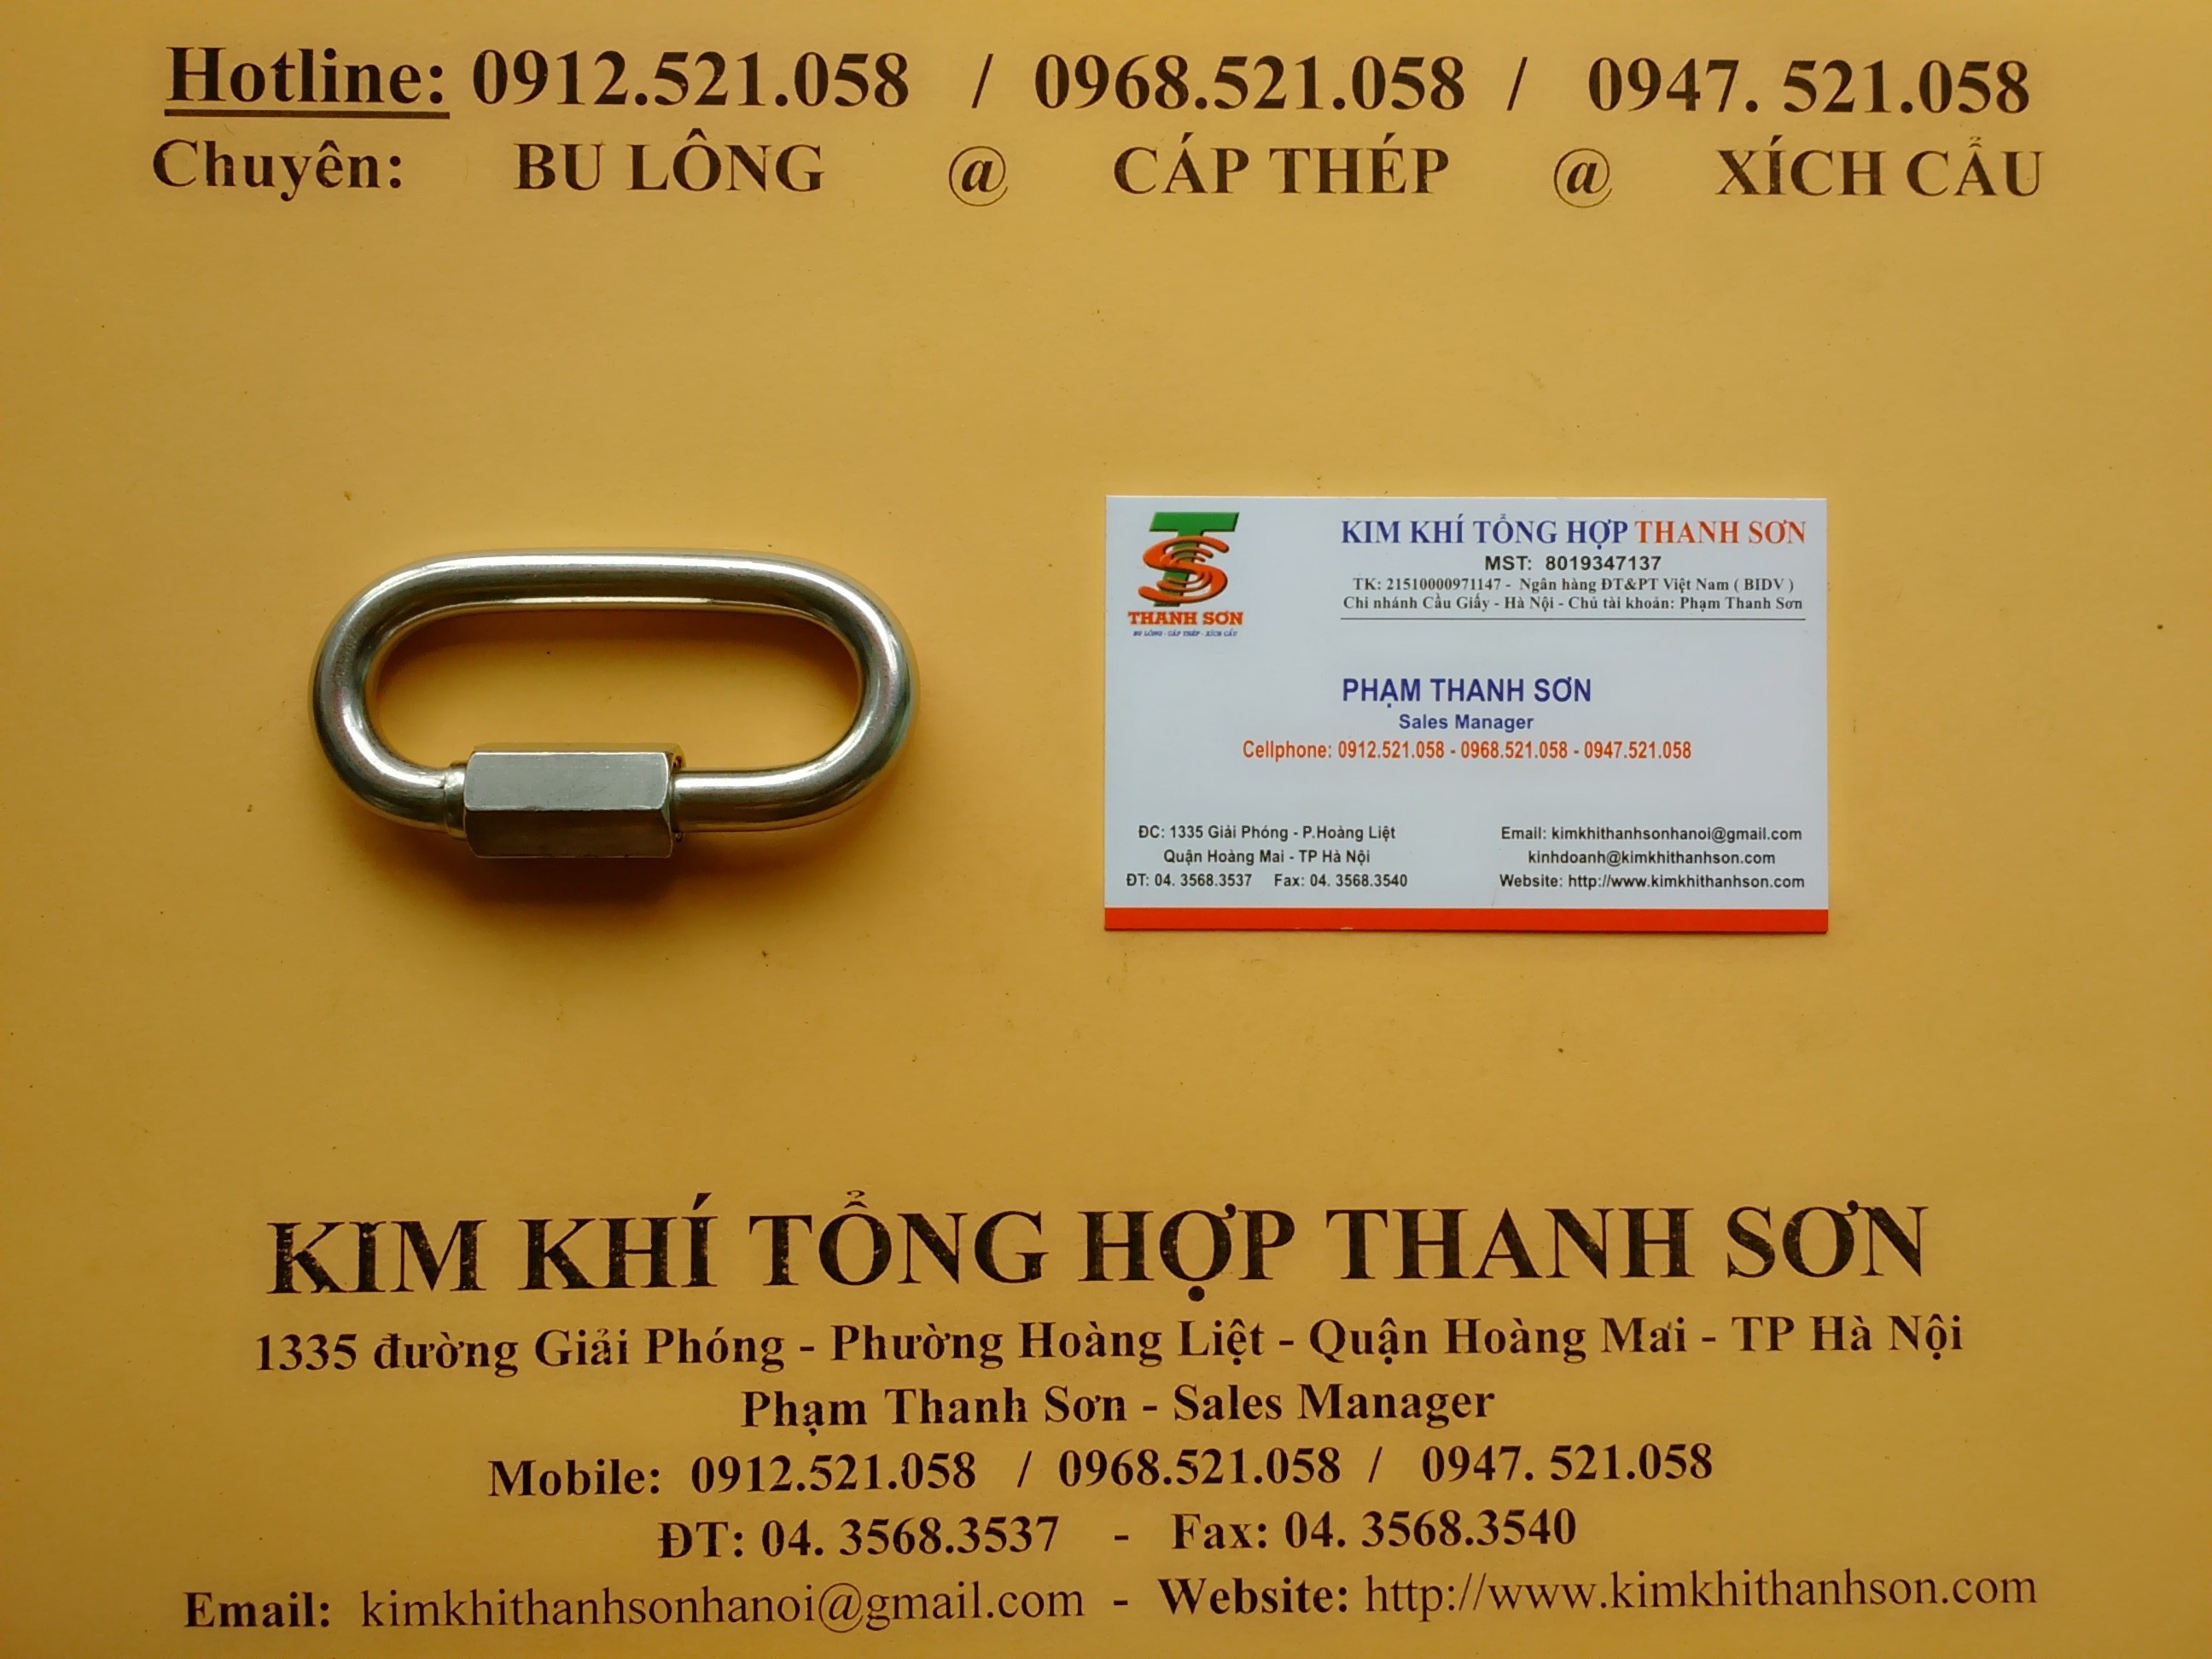 Hotline: 0912.521.058 / 0968.521.058 / 0947. 521.058
Chuyên: BU LÔNG @ CÁP THÉP @ XÍCH CẨU
TS
THANH SƠN
BU LÔNG - CÁP THÉP - XÍCH CẨU
KIM KHÍ TỔNG HỢP THANH SƠN
MST: 8019347137
TK: 21510000971147 - Ngân hàng ĐT&PT Việt Nam ( BIDV )
Chi nhánh Cầu Giấy - Hà Nội - Chủ tài khoản: Phạm Thanh Sơn
PHẠM THANH SƠN
Sales Manager
Cellphone: 0912.521.058 - 0968.521.058 - 0947.521.058
ĐC: 1335 Giải Phóng - P.Hoàng Liệt
Quận Hoàng Mai - TP Hà Nội
ĐT: 04. 3568.3537 Fax: 04. 3568.3540
Email: kimkhithanhsonhanoi@gmail.com
kinhdoanh@kimkhithanhson.com
Website: http://www.kimkhithanhson.com
KIM KHÍ TỔNG HỢP THANH SƠN
1335 đường Giải Phóng - Phường Hoàng Liệt - Quận Hoàng Mai - TP Hà Nội
Phạm Thanh Sơn - Sales Manager
Mobile: 0912.521.058 / 0968.521.058 / 0947. 521.058
ĐT: 04. 3568.3537 - Fax: 04. 3568.3540
Email: kimkhithanhsonhanoi@gmail.com - Website: http://www.kimkhithanhson.com